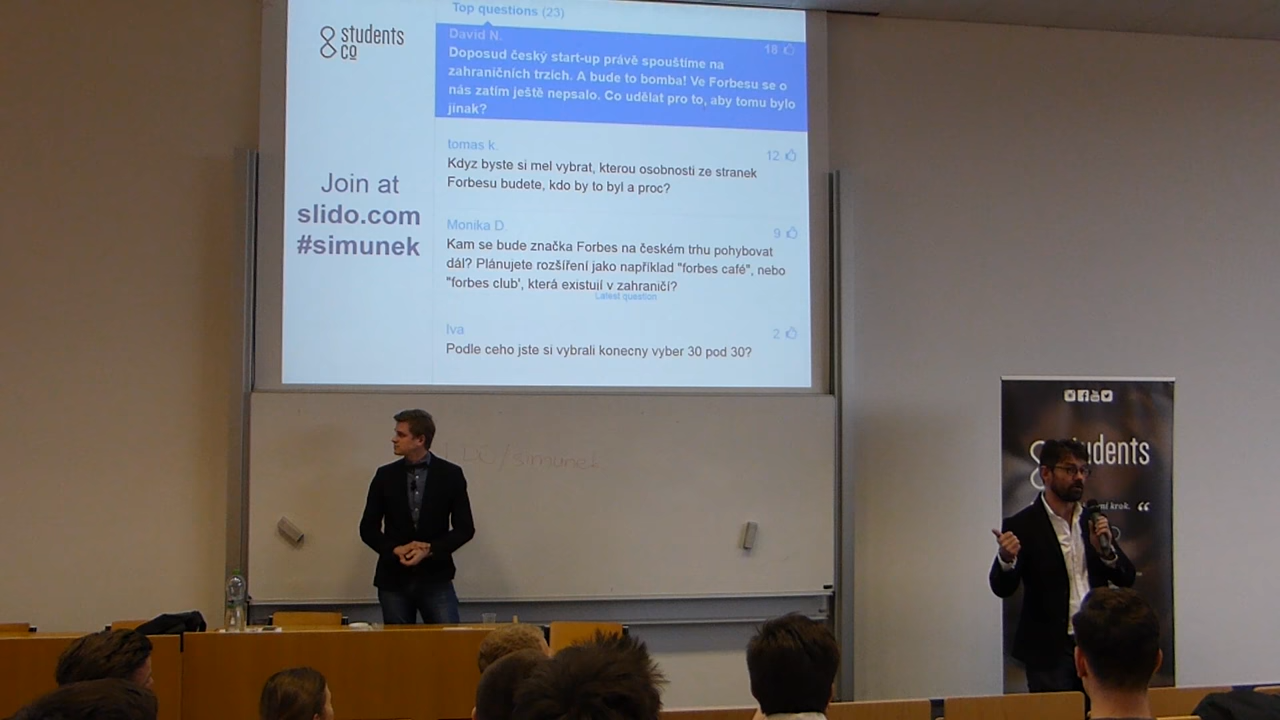 students
co
Join at
slido.com
#simunek
Top questions (23)
David N.
18
Doposud český start-up právě spouštíme na
zahraničních trzích. A bude to bomba! Ve Forbesu se o
nás zatím ještě nepsalo. Co udělat pro to, aby tomu bylo
jinak?
tomas k.
12
Kdyz byste si mel vybrat, kterou osobnosti ze stranek
Forbesu budete, kdo by to byl a proc?
Monika D.
9
Kam se bude značka Forbes na českém trhu pohybovat
dál? Plánujete rozšíření jako například "forbes café", nebo
"forbes club', která existují v zahraničí?
Latest question
Iva
2
Podle ceho jste si vybrali konecny vyber 30 pod 30?
/simunek
udents
krok.